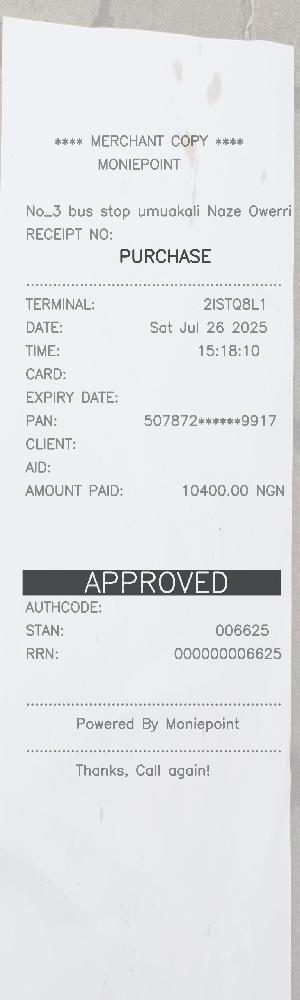 **** MERCHANT COPY ****
MONIEPOINT
No_3 bus stop umuakali Naze Owerri
RECEIPT NO:
PURCHASE
TERMINAL: 2ISTQ8L1
DATE: Sat Jul 26 2025
TIME: 15:18:10
CARD:
EXPIRY DATE:
PAN: 507872******9917
CLIENT:
AID:
AMOUNT PAID: 10400.00 NGN
APPROVED
AUTHCODE:
STAN: 006625
RRN: 000000006625
Powered By Moniepoint
Thanks, Call again!